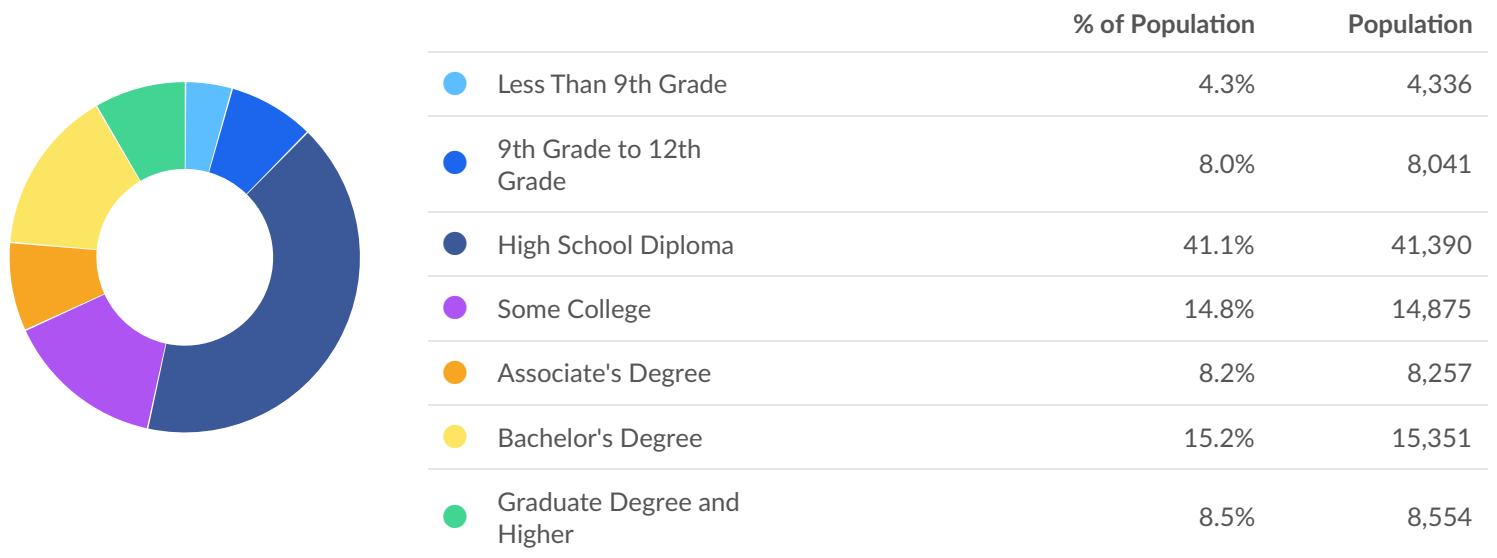 % of Population Population
Less Than 9th Grade 4.3% 4,336
9th Grade to 12th
Grade 8.0% 8,041
High School Diploma 41.1% 41,390
Some College 14.8% 14,875
Associate's Degree 8.2% 8,257
Bachelor's Degree 15.2% 15,351
Graduate Degree and
Higher 8.5% 8,554